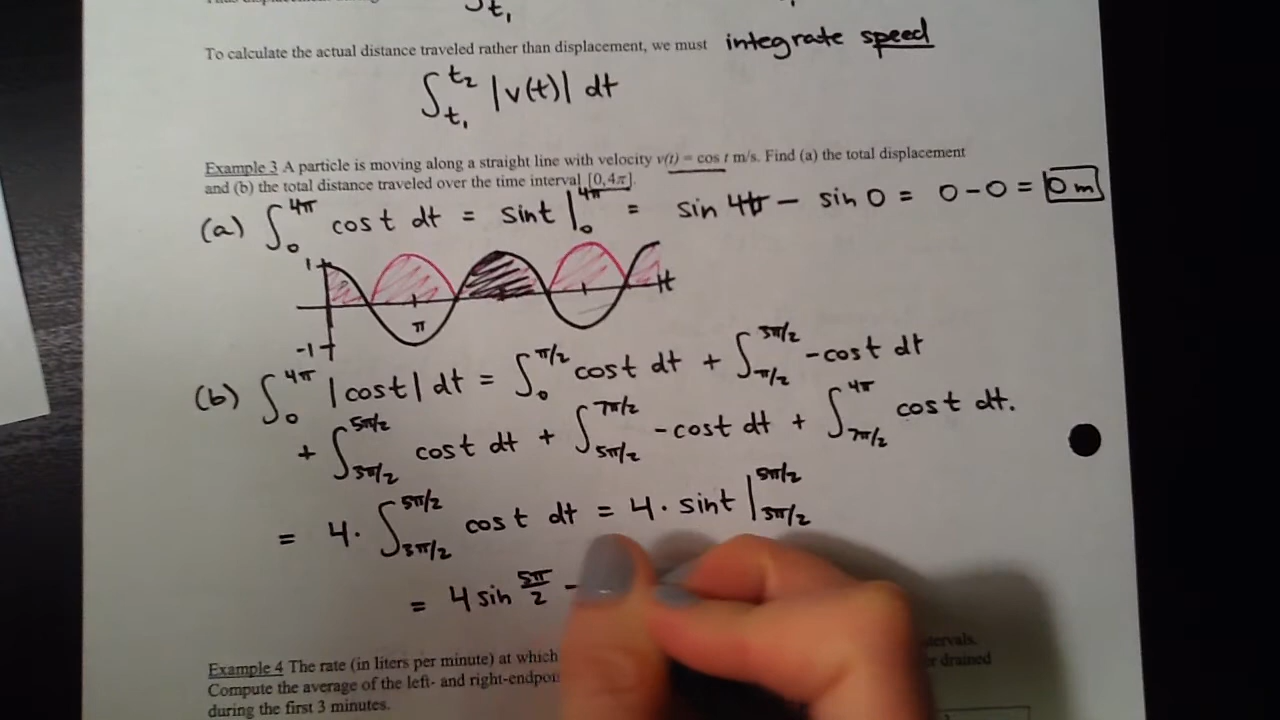 ∫t₁
To calculate the actual distance traveled rather than displacement, we must integrate speed
∫_{t₁}^{t₂} |v(t)| dt
Example 3 A particle is moving along a straight line with velocity v(t) = cos t m/s. Find (a) the total displacement
and (b) the total distance traveled over the time interval [0,4π].
(a) ∫_0^{4π} cos t dt = sin t |_0^{4π} = sin 4π − sin 0 = 0 − 0 = 0 m
1
π
-1
(b) ∫_0^{4π} |cos t| dt = ∫_0^{π/2} cos t dt + ∫_{π/2}^{3π/2} -cos t dt
+ ∫_{3π/2}^{5π/2} cos t dt + ∫_{5π/2}^{7π/2} -cos t dt + ∫_{7π/2}^{4π} cos t dt.
= 4 · ∫_{3π/2}^{5π/2} cos t dt = 4 · sin t |_{3π/2}^{5π/2}
= 4 sin 5π/2 −
Example 4 The rate (in liters per minute) at which
Compute the average of the left- and right-endpoi drained
during the first 3 minutes.